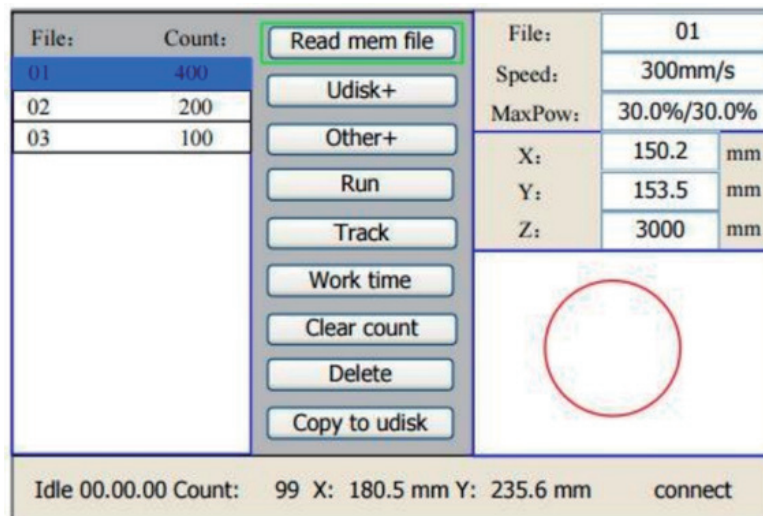 File: Count:
01 400
02 200
03 100
Read mem file
Udisk+
Other+
Run
Track
Work time
Clear count
Delete
Copy to udisk
File: 01
Speed: 300mm/s
MaxPow: 30.0%/30.0%
X: 150.2 mm
Y: 153.5 mm
Z: 3000 mm
Idle 00.00.00 Count: 99 X: 180.5 mm Y: 235.6 mm connect